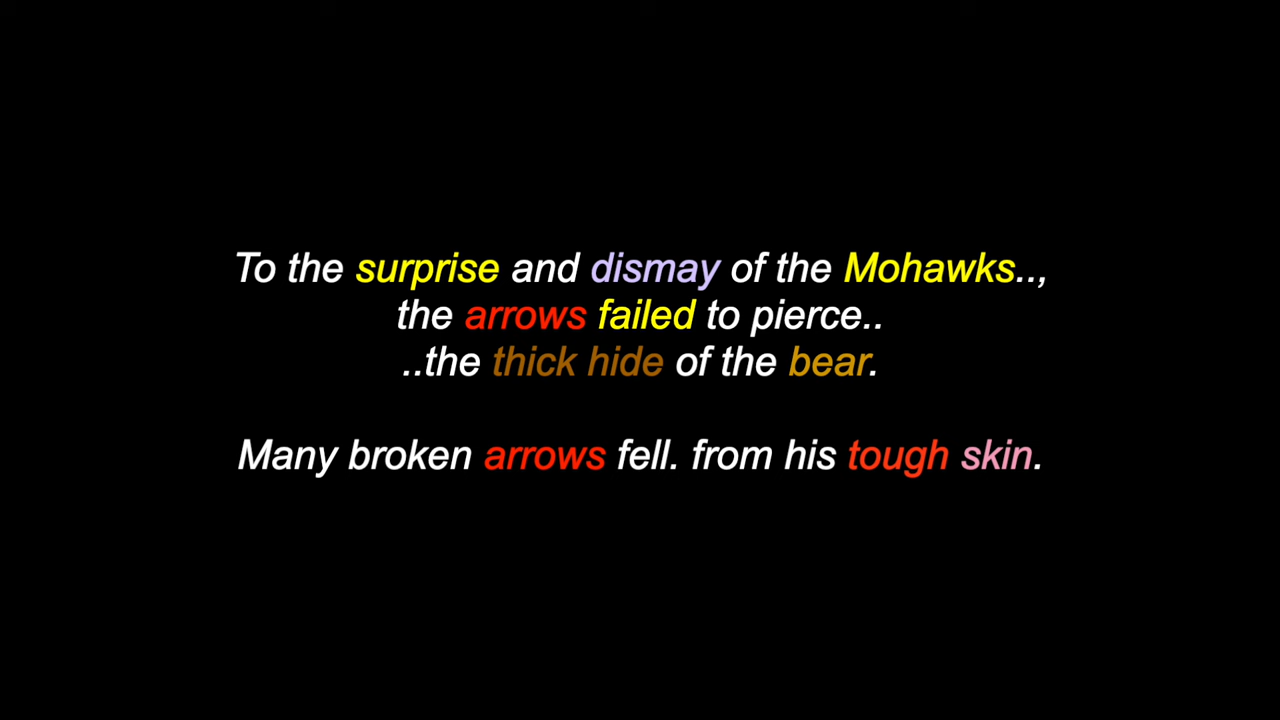 To the surprise and dismay of the Mohawks..,
the arrows failed to pierce..
..the thick hide of the bear.
Many broken arrows fell. from his tough skin.